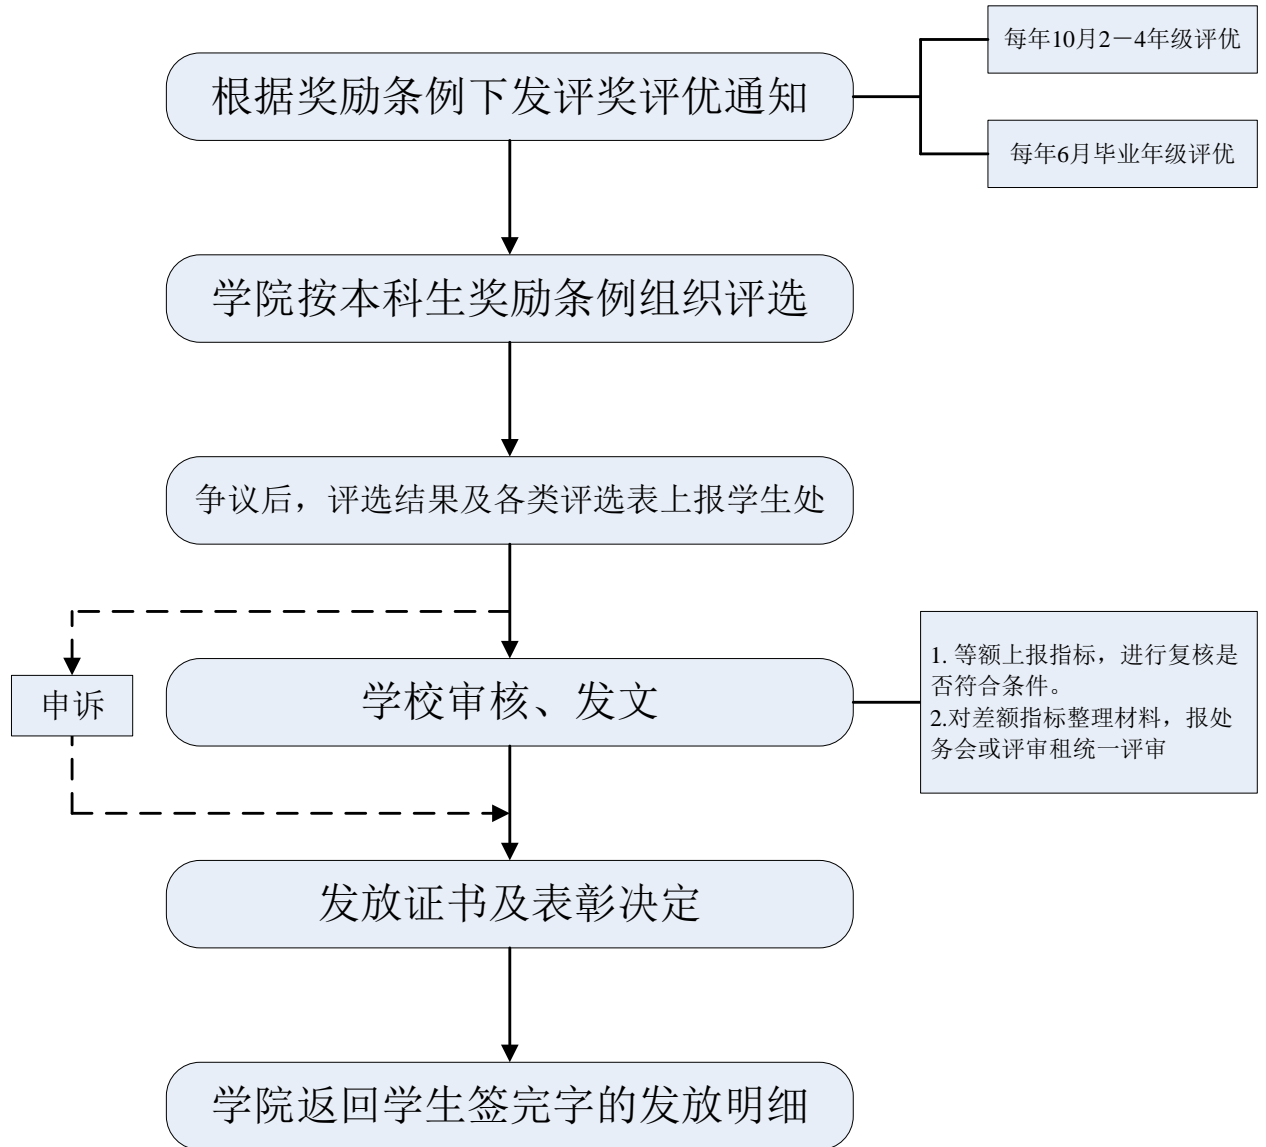 每年10月2－4年级评优
根据奖励条例下发评奖评优通知
每年6月毕业年级评优
学院按本科生奖励条例组织评选
争议后，评选结果及各类评选表上报学生处
1. 等额上报指标，进行复核是
否符合条件。
2.对差额指标整理材料，报处
务会或评审租统一评审
申诉
学校审核、发文
发放证书及表彰决定
学院返回学生签完字的发放明细